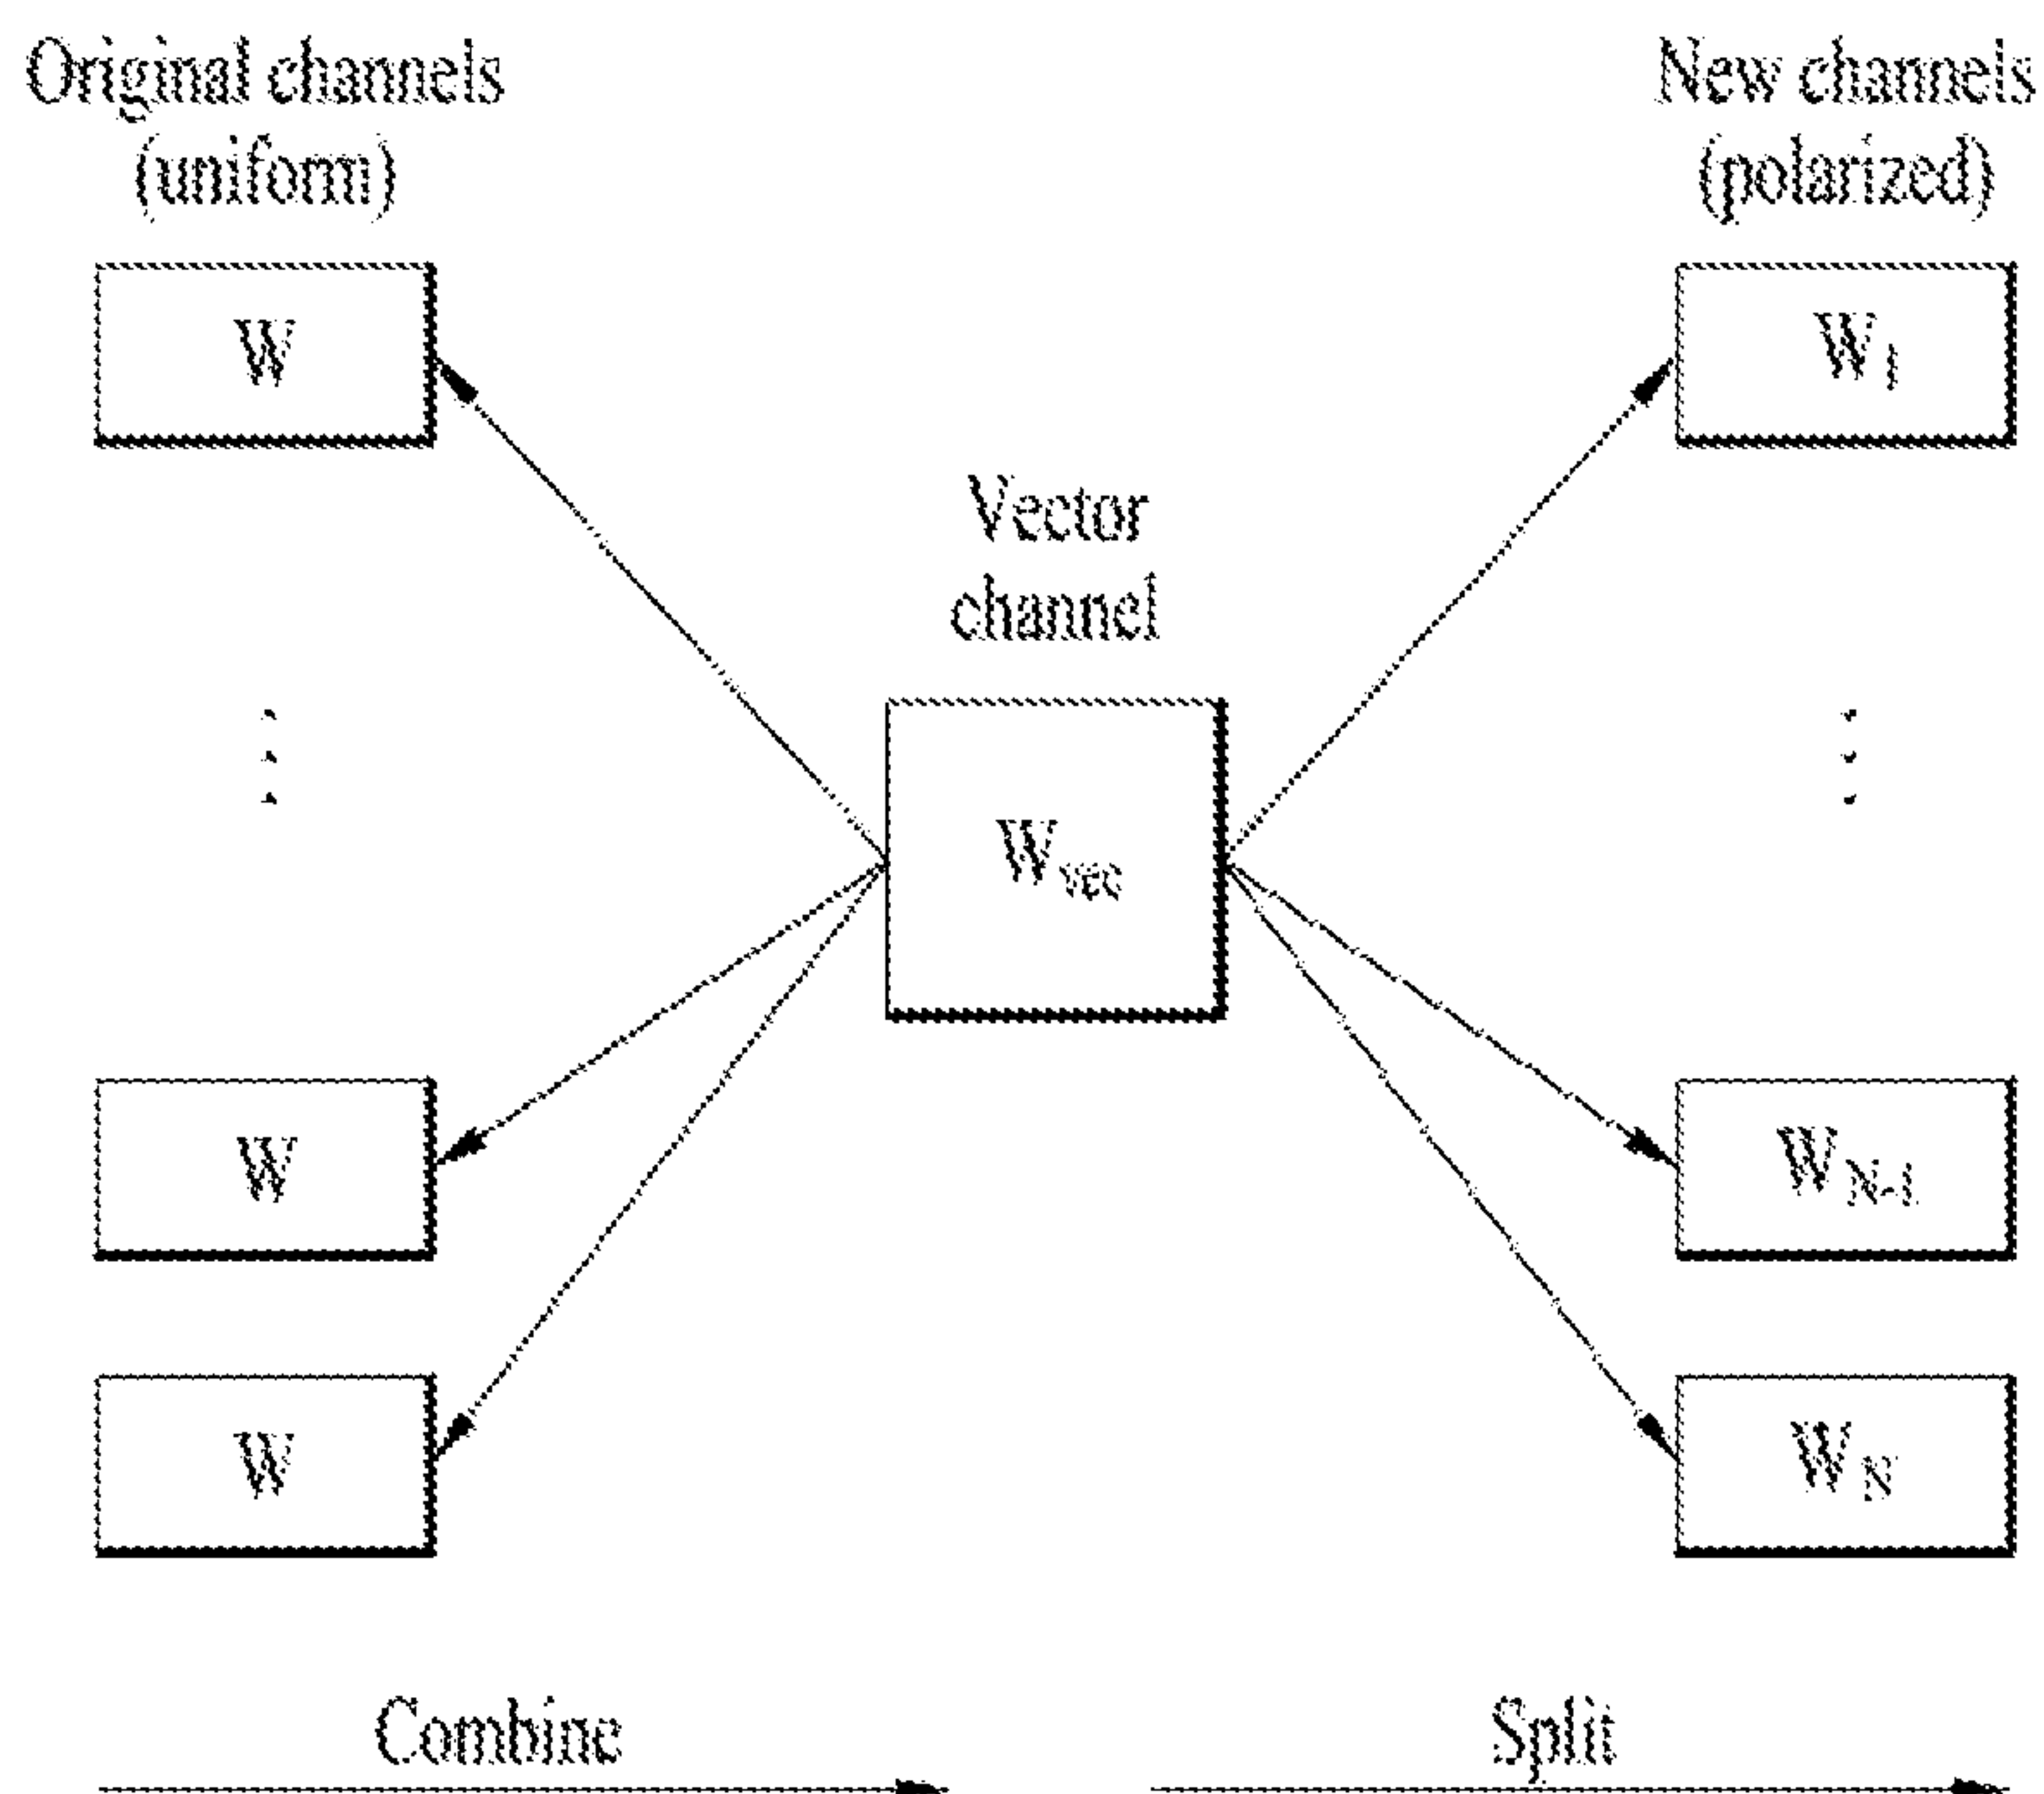 Original channels
(uniform)
New channels
(polarized)
W
W1
Vector
channel
Wvec
W
WN-1
W
WN
Combine
Split